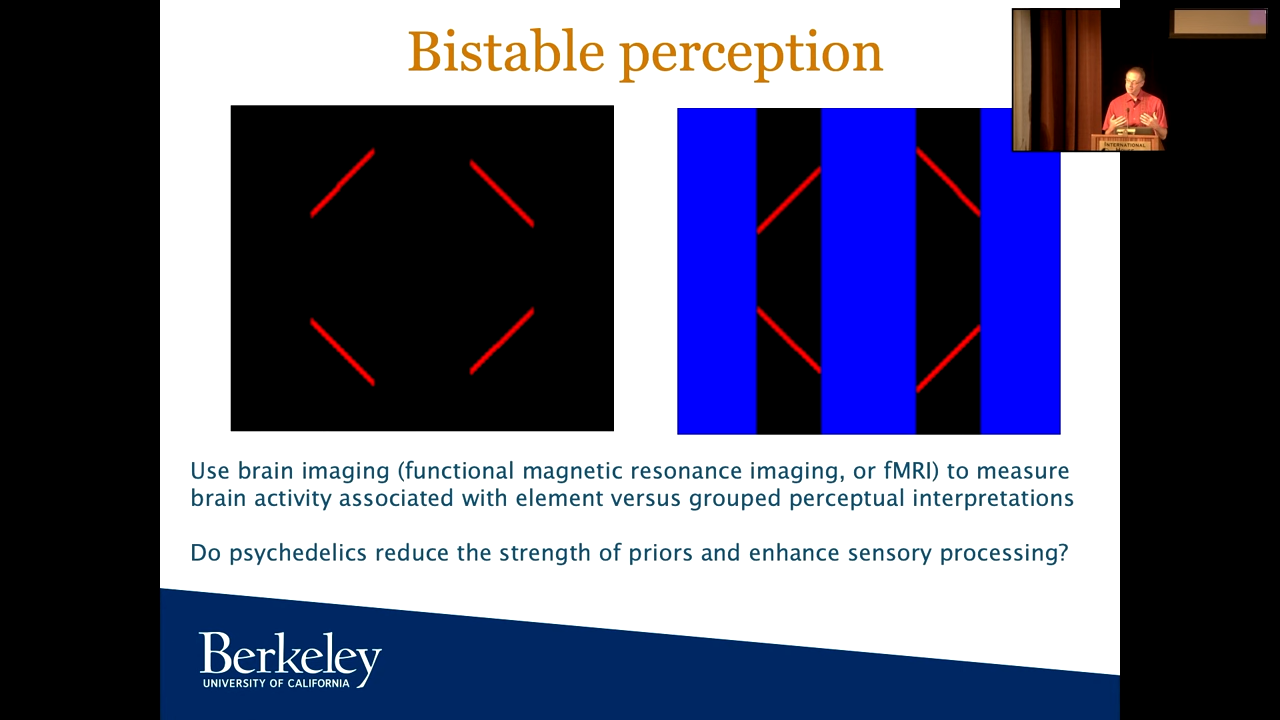 Bistable perception
INTERNATIONAL
Use brain imaging (functional magnetic resonance imaging, or fMRI) to measure
brain activity associated with element versus grouped perceptual interpretations
Do psychedelics reduce the strength of priors and enhance sensory processing?
Berkeley
UNIVERSITY OF CALIFORNIA